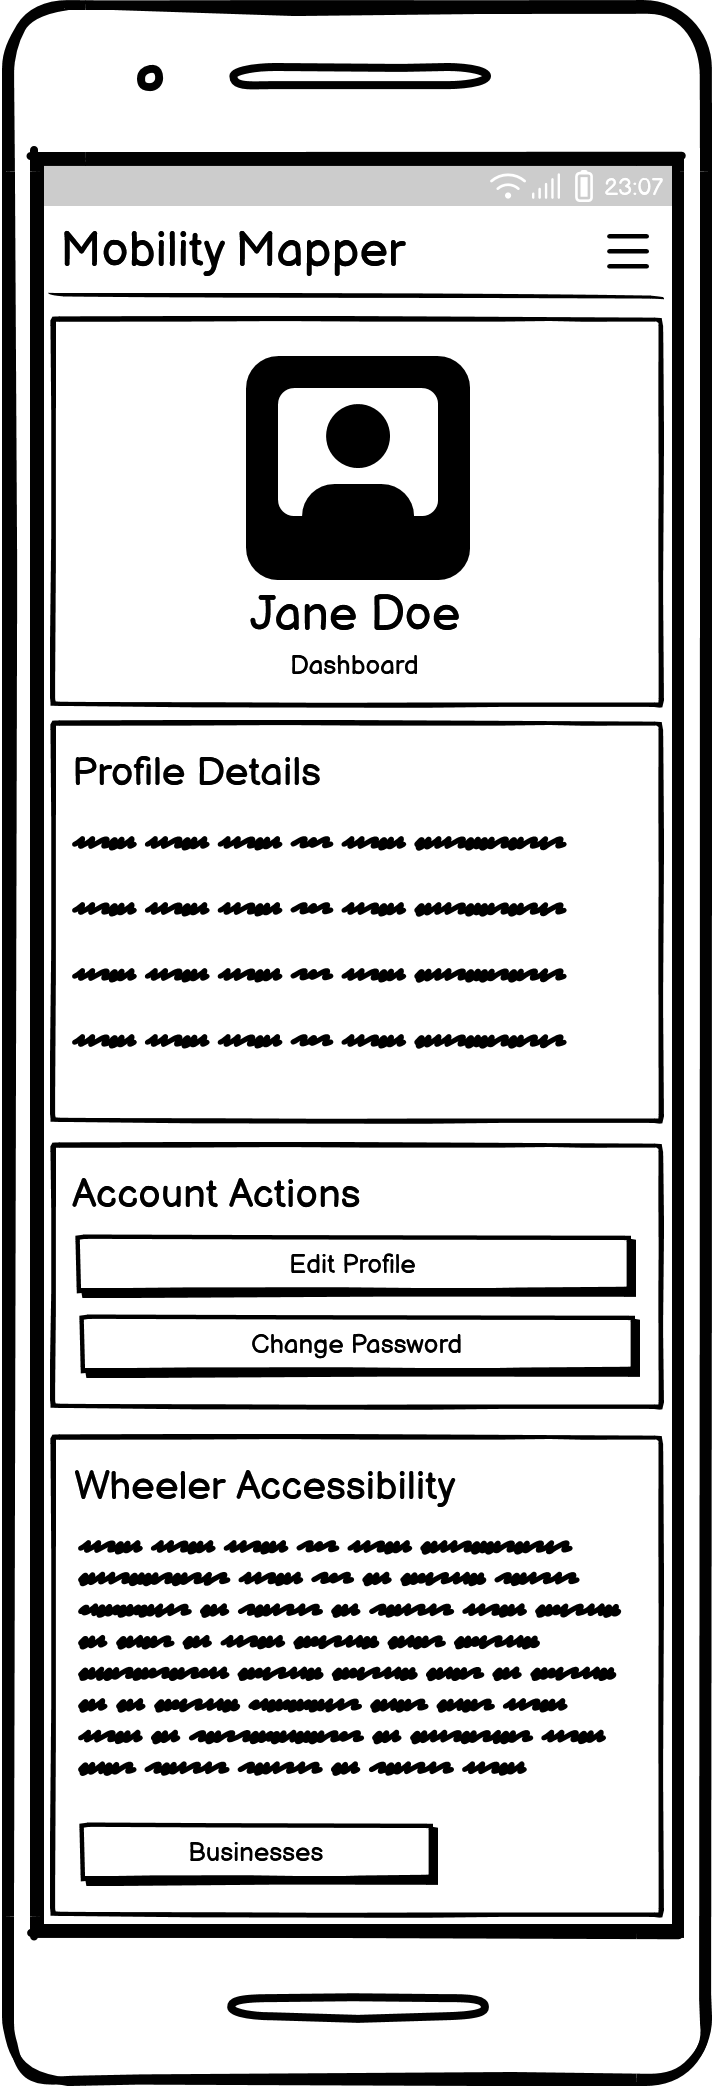 23:07
Mobility Mapper
Jane Doe
Dashboard
Profile Details
Account Actions
Edit Profile
Change Password
Wheeler Accessibility
Businesses